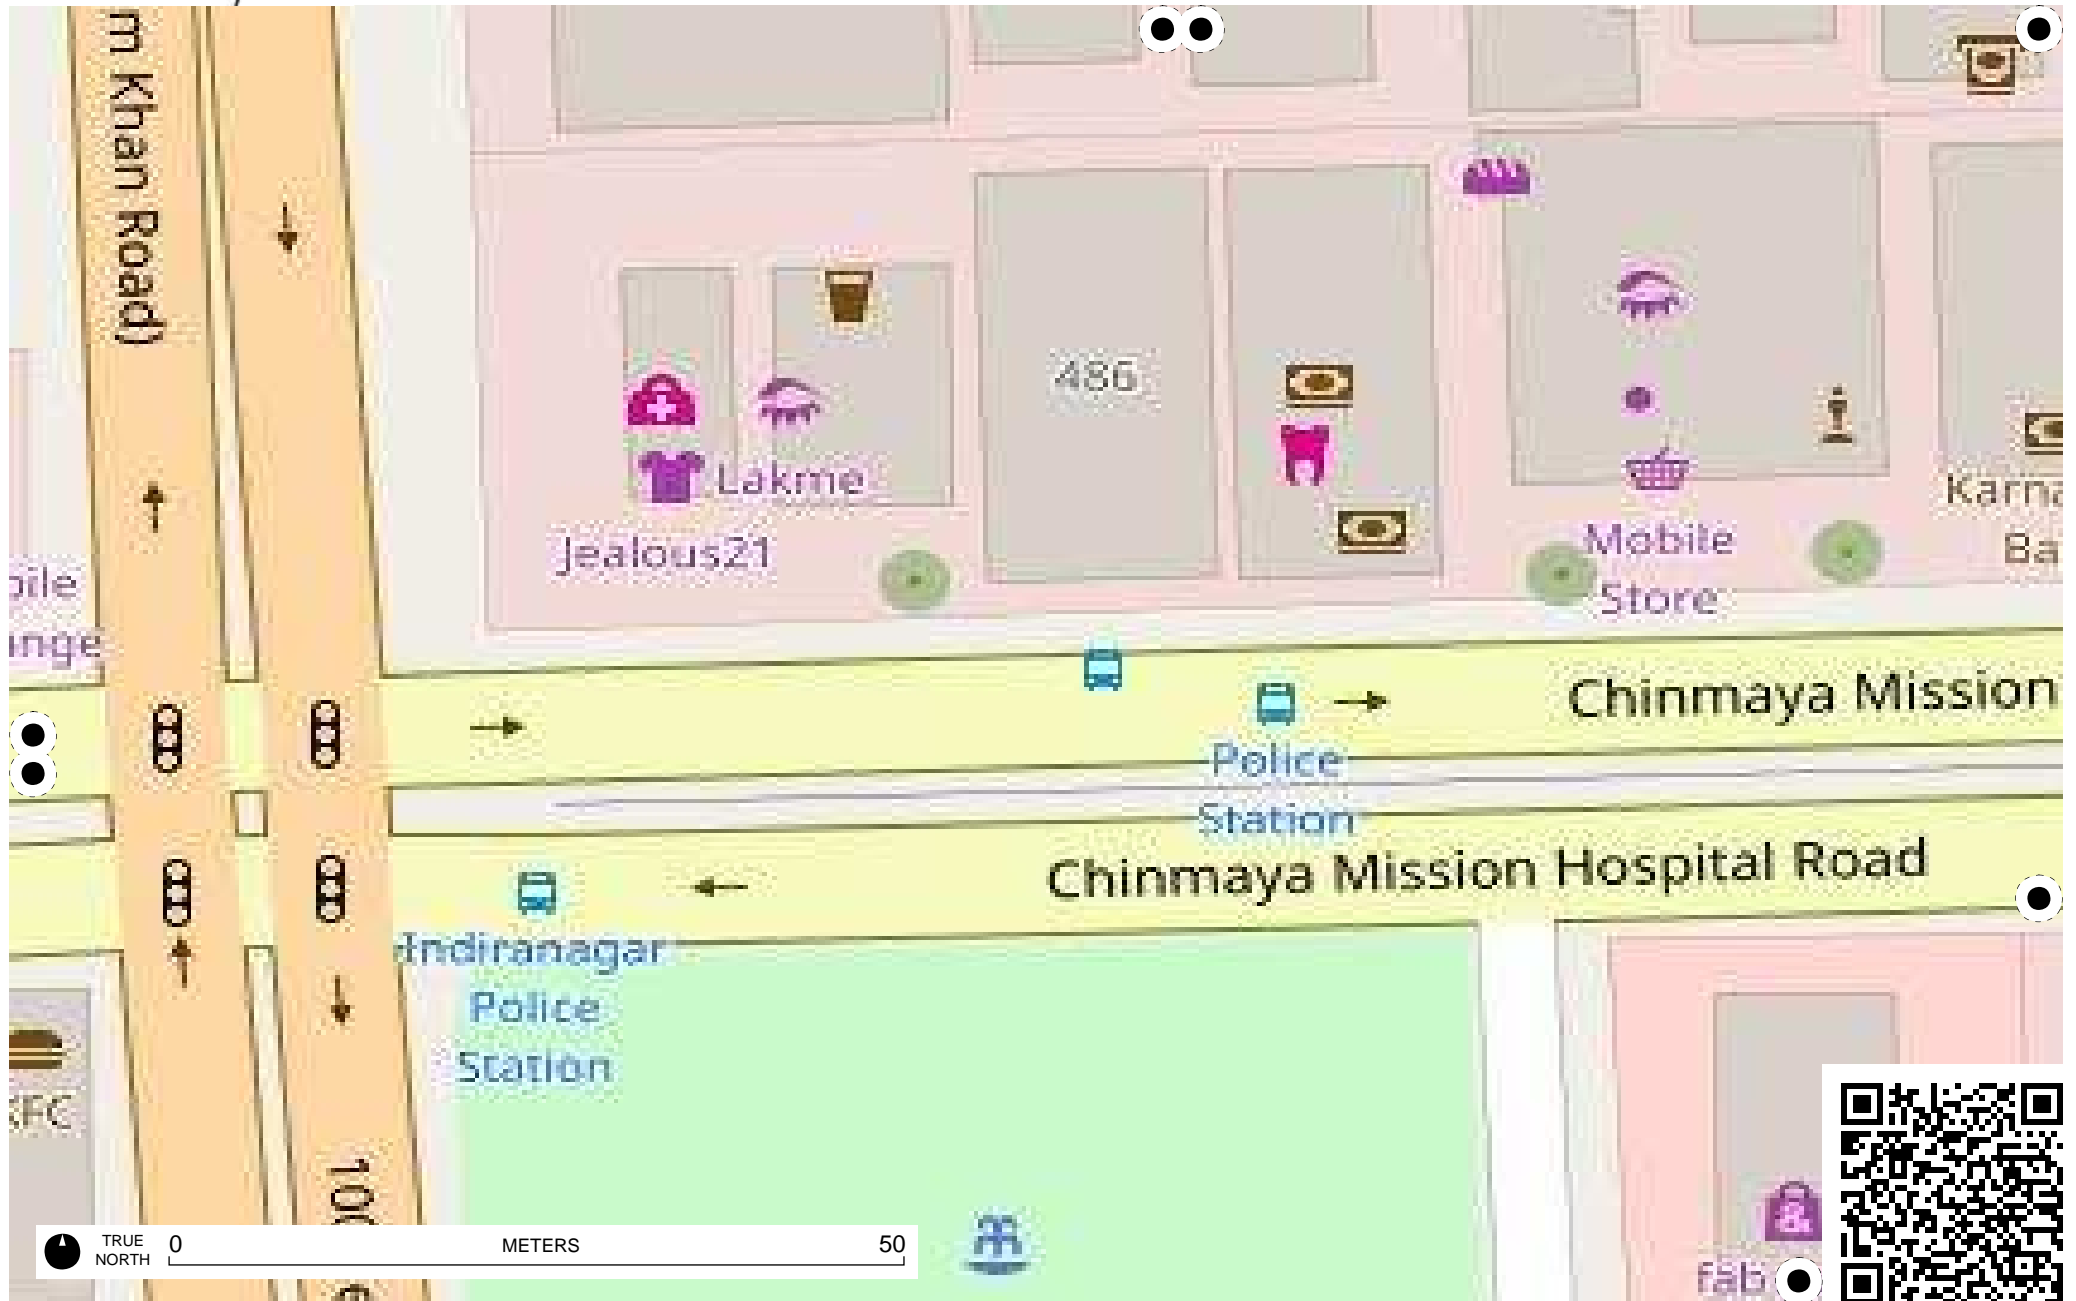 m Khan Road)
486
Lakme
Jealous21
Mobile
Store
Karna
Ba
bile
ange
Chinmaya Mission
Police
Station
Chinmaya Mission Hospital Road
Indiranagar
Police
Station
KFC
100
fab
TRUE
NORTH
0 METERS 50